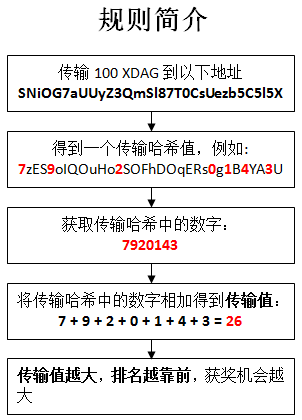 规则简介
传输 100 XDAG 到以下地址
SNiOG7aUUyZ3QmSl87T0CsUezb5C5l5X
得到一个传输哈希值，例如:
7zES9oIQOuHo2SOFhDOqERs0g1B4YA3U
获取传输哈希中的数字:
7920143
将传输哈希中的数字相加得到传输值:
7 + 9 + 2 + 0 + 1 + 4 + 3 = 26
传输值越大，排名越靠前，获奖机会越
大